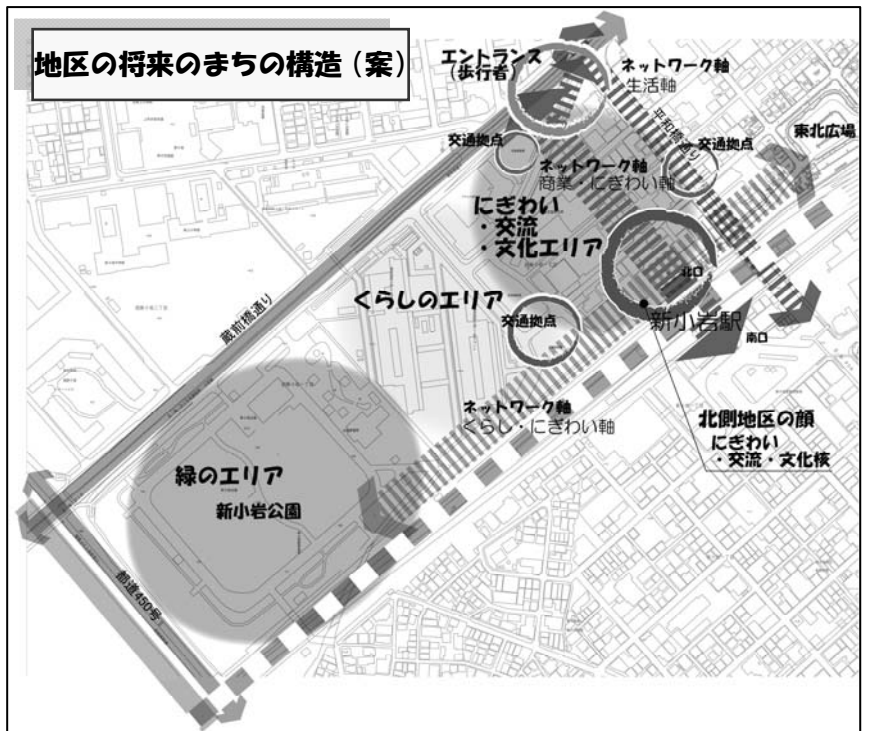 地区の将来のまちの構造(案)
エントランス
(歩行者)
ネットワーク軸
生活軸
平和橋通り
交通拠点
東北広場
交通拠点
ネットワーク軸
商業・にぎわい軸
にぎわい
・交流
・文化エリア
北口
くらしのエリア
交通拠点
新小岩駅
南口
蔵前橋通り
ネットワーク軸
くらし・にぎわい軸
北側地区の顔
にぎわい
・交流・文化核
緑のエリア
新小岩公園
都道450号